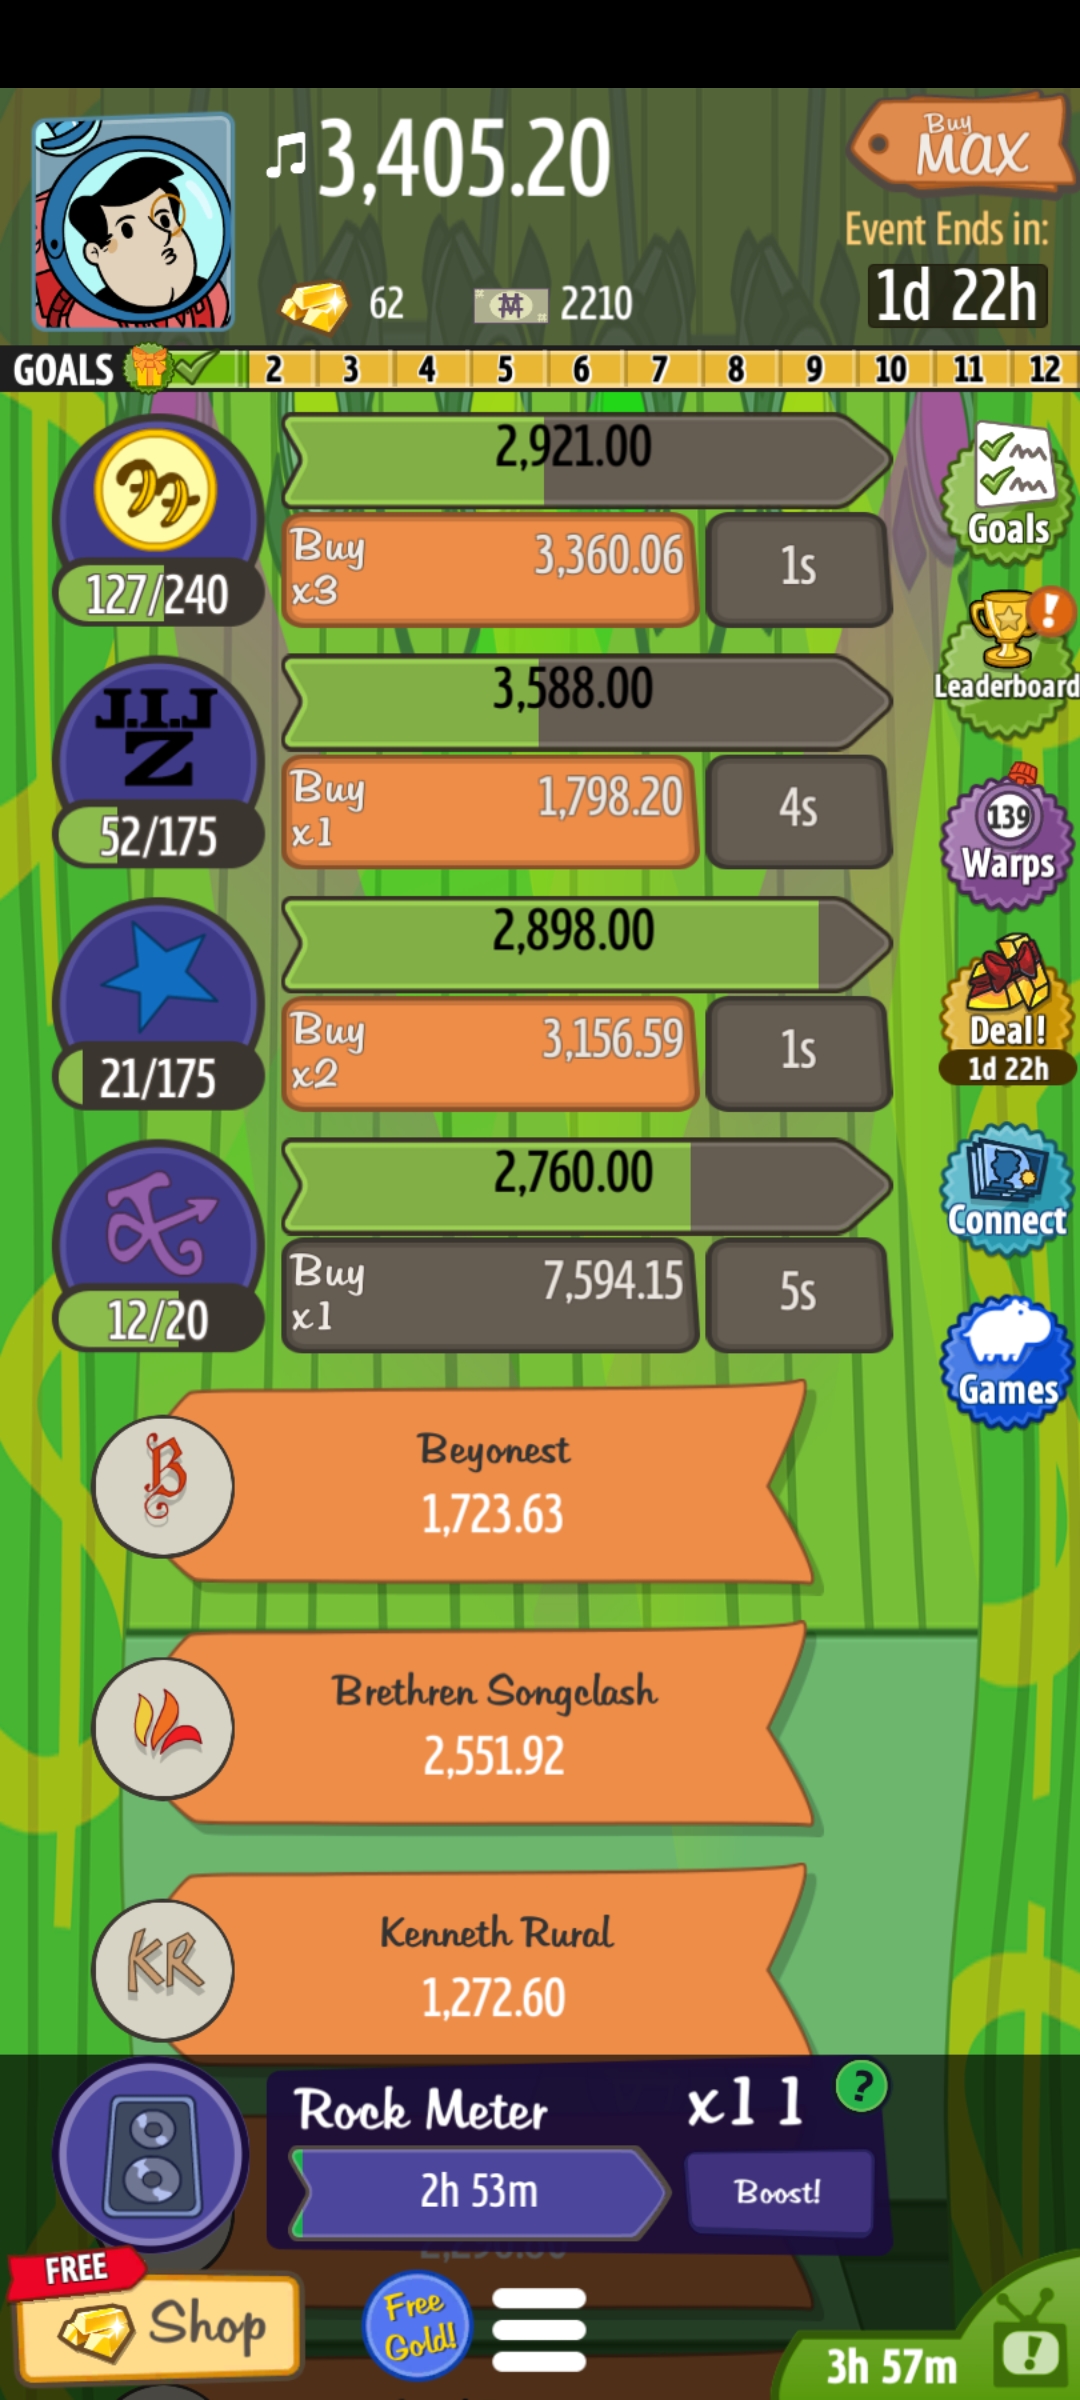 3,405.20
Buy
MAX
Event Ends in:
1d 22h
62
2210
GOALS 2 3 4 5 6 7 8 9 10 11 12
2,921.00
Buy
x3
3,360.06
1s
127/240
Goals
J.I.J
Z
3,588.00
Buy
x1
1,798.20
4s
52/175
Leaderboard
139
Warps
2,898.00
Buy
x2
3,156.59
1s
21/175
Deal!
1d 22h
2,760.00
Buy
x1
7,594.15
5s
12/20
Connect
Games
B
Beyonest
1,723.63
Brethren Songclash
2,551.92
KR
Kenneth Rural
1,272.60
Rock Meter
x11
?
2h 53m
Boost!
FREE
Shop
Free
Gold!
3h 57m